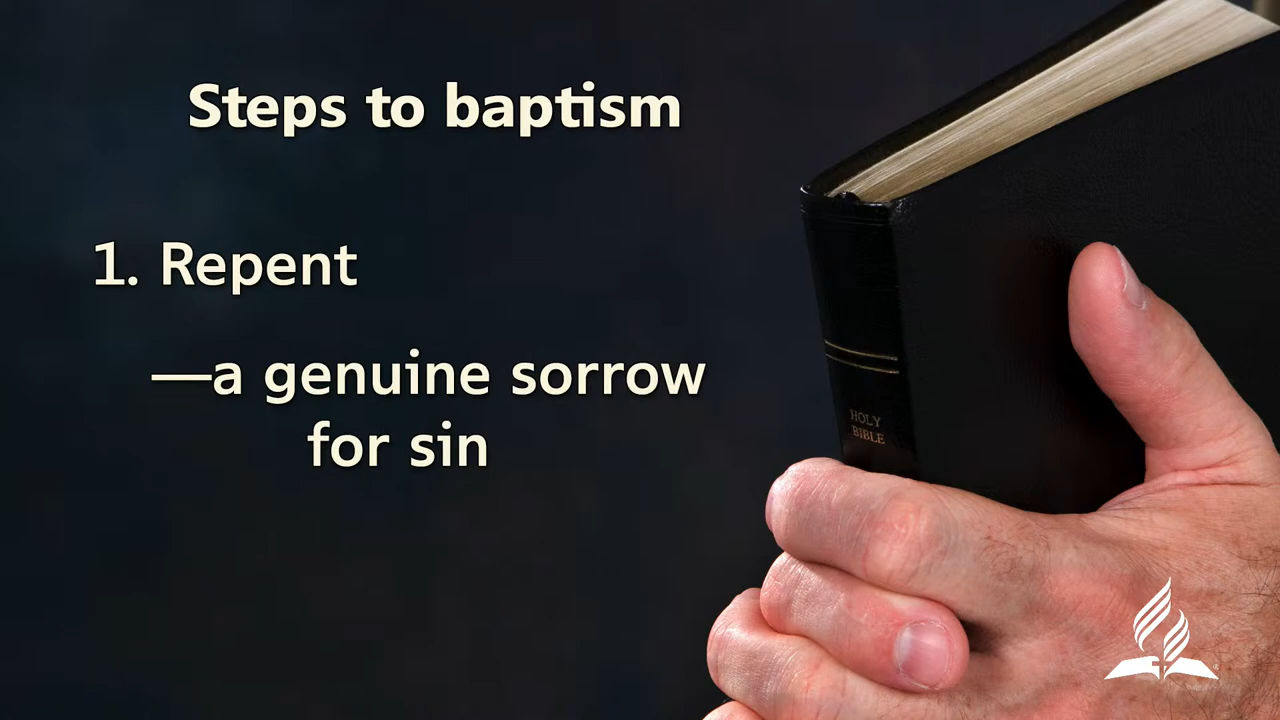 Steps to baptism
1. Repent
—a genuine sorrow
for sin
HOLY
BIBLE